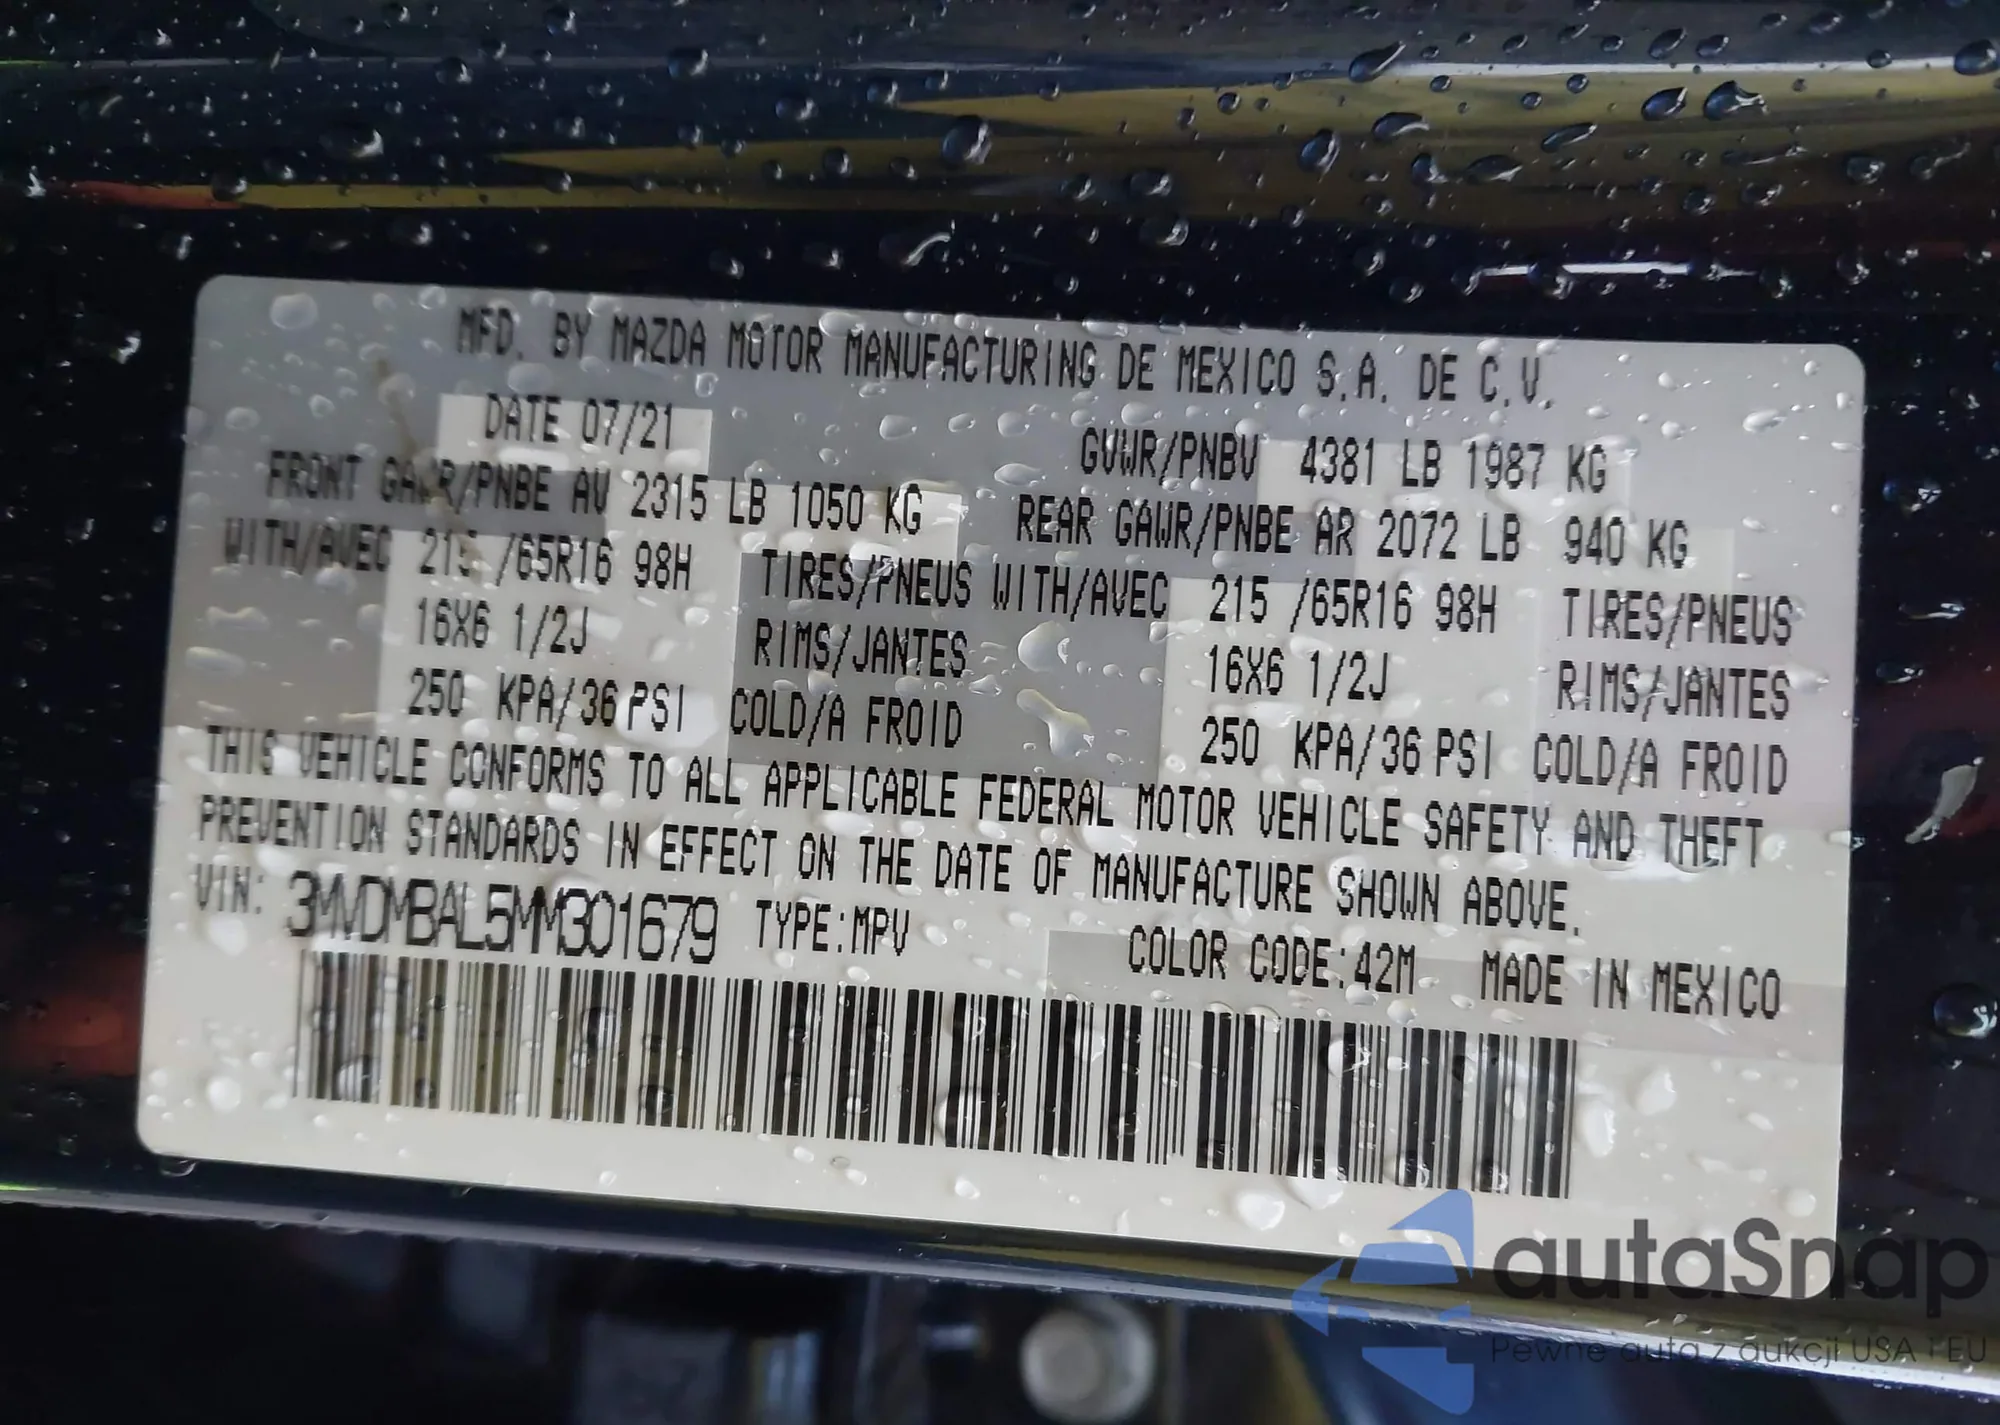 MFD. BY MAZDA MOTOR MANUFACTURING DE MEXICO S.A. DE C.V.
DATE 07/21 GVWR/PNBV 4381 LB 1987 KG
FRONT GAWR/PNBE AV 2315 LB 1050 KG REAR GAWR/PNBE AR 2072 LB 940 KG
WITH/AVEC 215 /65R16 98H TIRES/PNEUS WITH/AVEC 215 /65R16 98H TIRES/PNEUS
16X6 1/2J RIMS/JANTES 16X6 1/2J RIMS/JANTES
250 KPA/36 PSI COLD/A FROID 250 KPA/36 PSI COLD/A FROID
THIS VEHICLE CONFORMS TO ALL APPLICABLE FEDERAL MOTOR VEHICLE SAFETY AND THEFT
PREVENTION STANDARDS IN EFFECT ON THE DATE OF MANUFACTURE SHOWN ABOVE.
VIN: 3MVDMBAL5MM301679 TYPE:MPV COLOR CODE:42M MADE IN MEXICO
autaSnap
Pewne auta z aukcji USA i EU